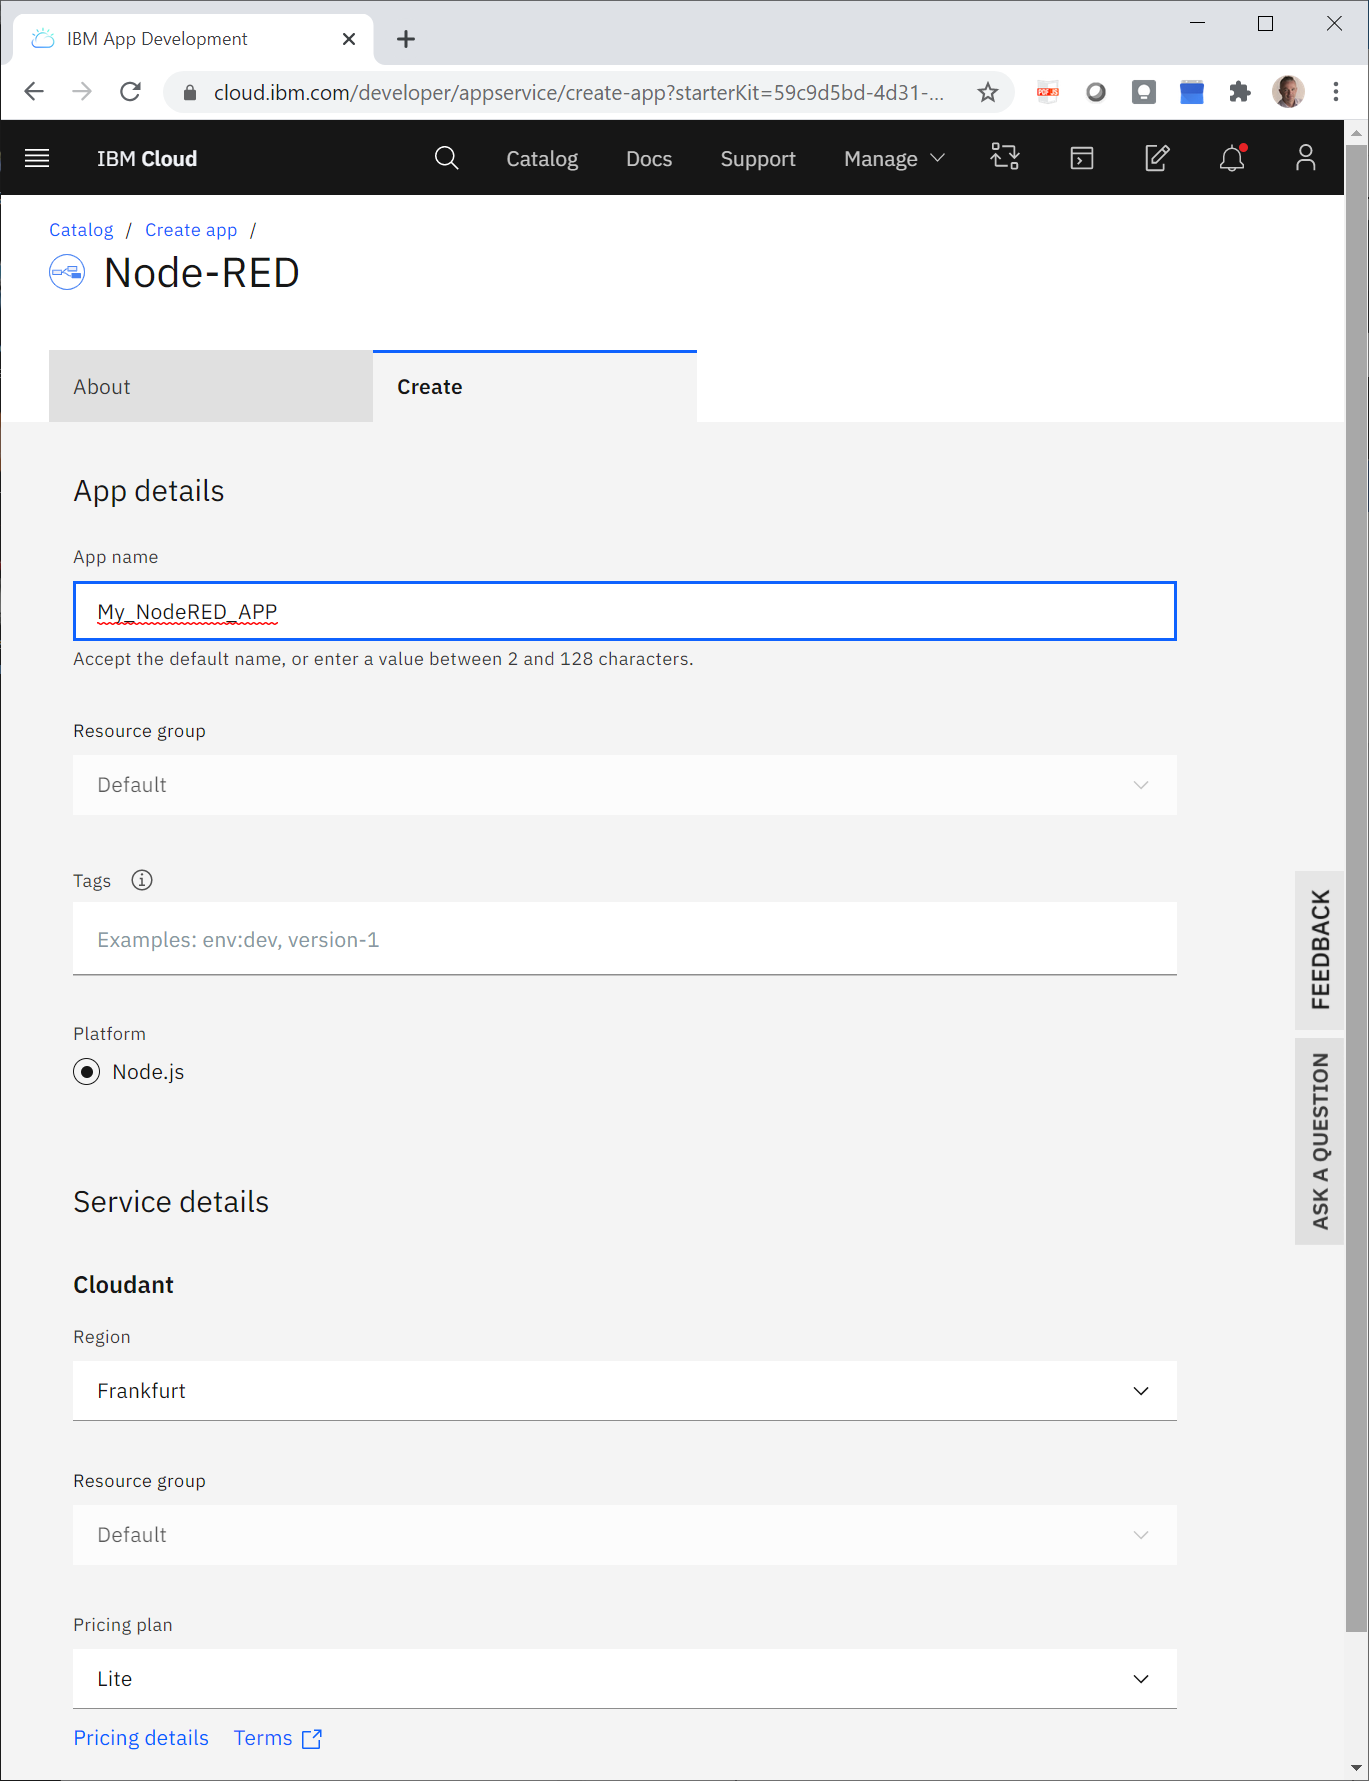 IBM App Development
cloud.ibm.com/developer/appservice/create-app?starterKit=59c9d5bd-4d31-...
IBM Cloud
Catalog
Docs
Support
Manage
Catalog / Create app /
Node-RED
About
Create
App details
App name
My_NodeRED_APP
Accept the default name, or enter a value between 2 and 128 characters.
Resource group
Default
Tags
Examples: env:dev, version-1
Platform
Node.js
FEEDBACK
ASK A QUESTION
Service details
Cloudant
Region
Frankfurt
Resource group
Default
Pricing plan
Lite
Pricing details Terms